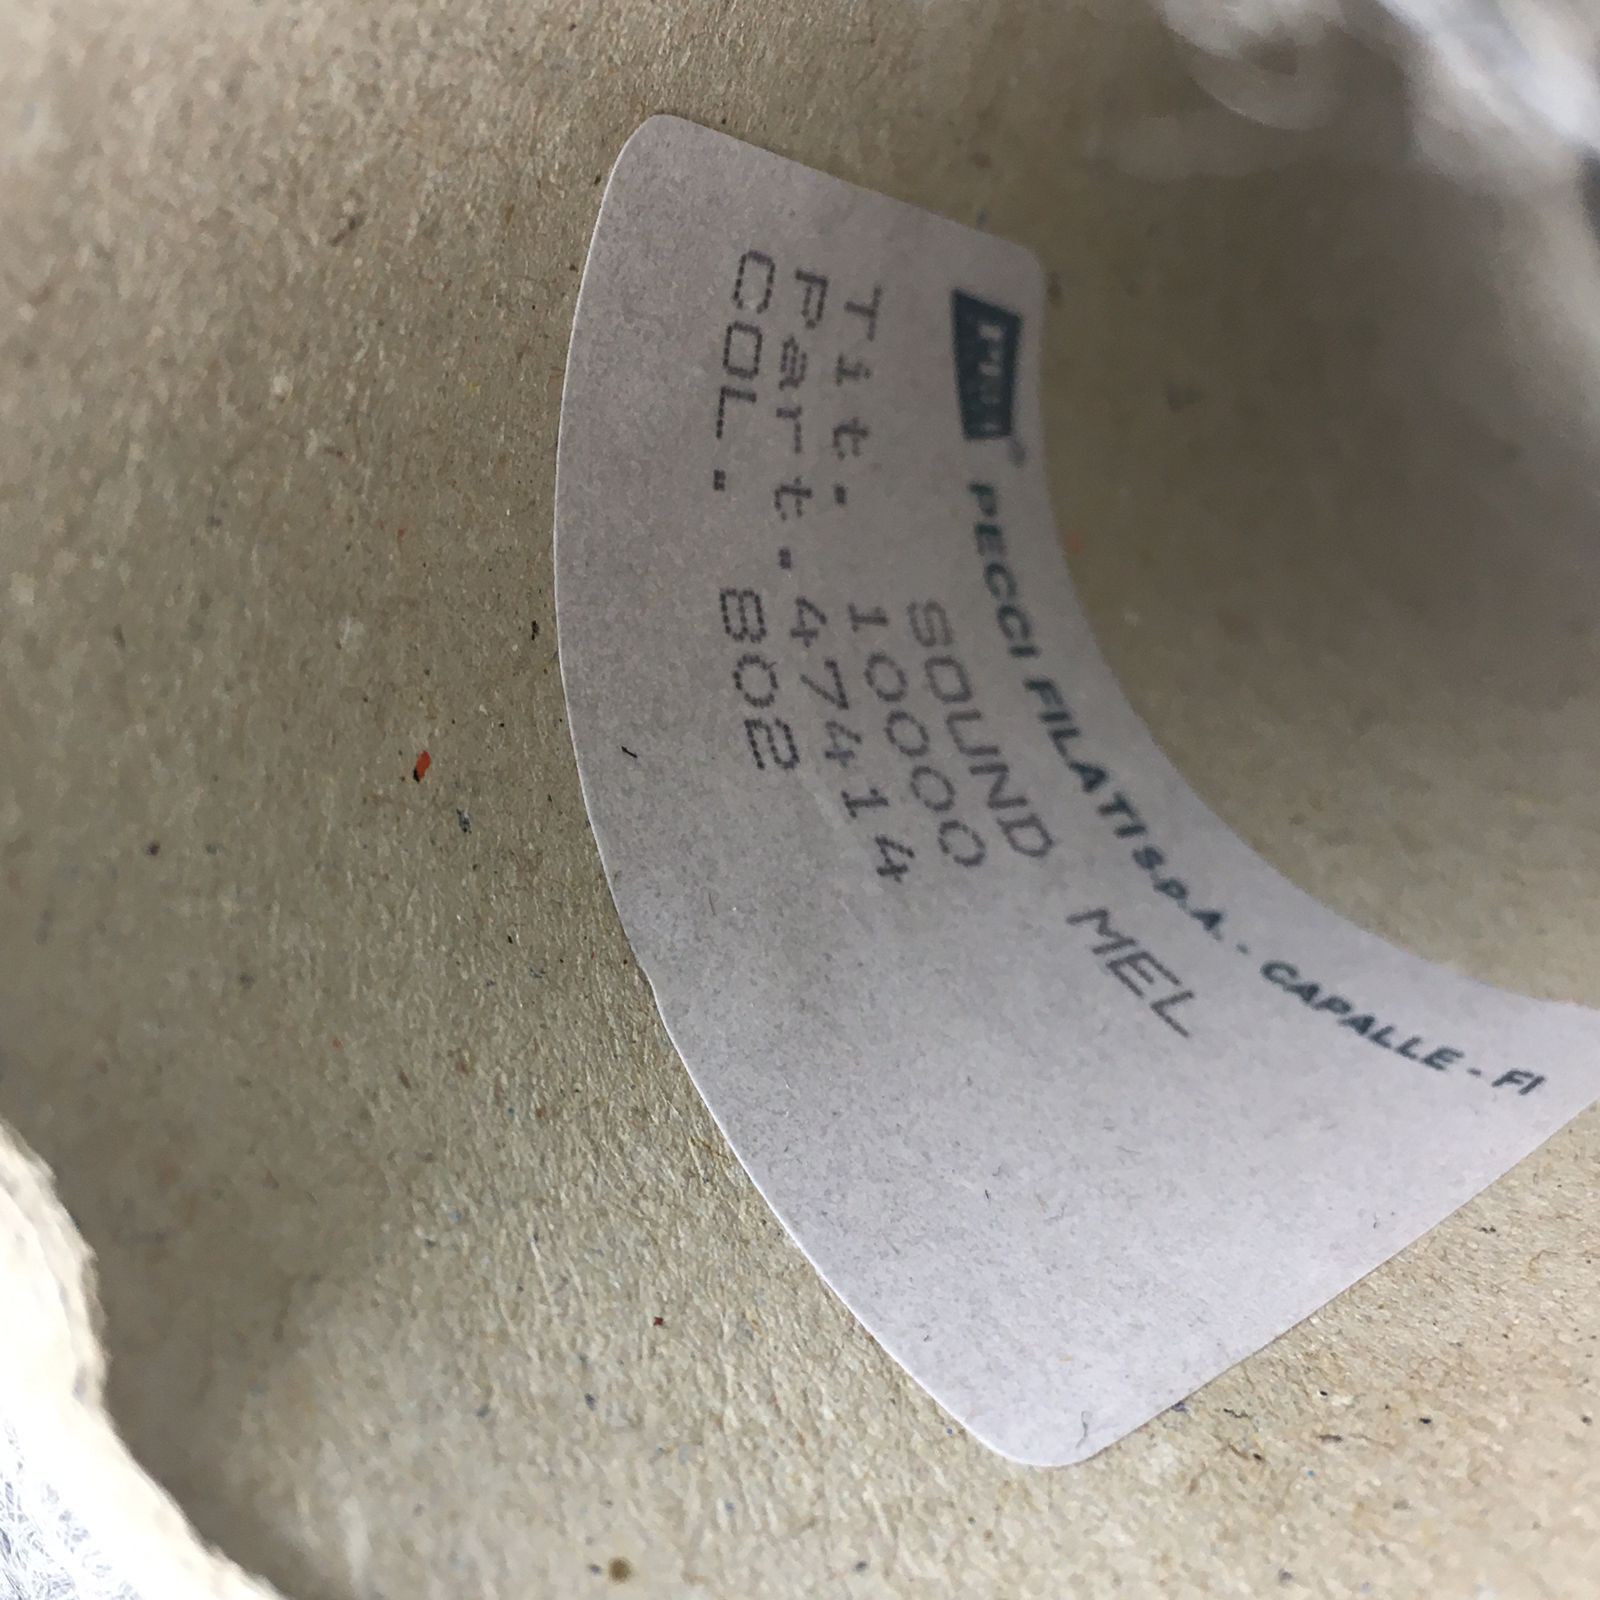 PECCI FILATI S.p.A. - CAPALLE - FI
SOUND MEL
Tit. 10000
Part. 47414
COL. 802